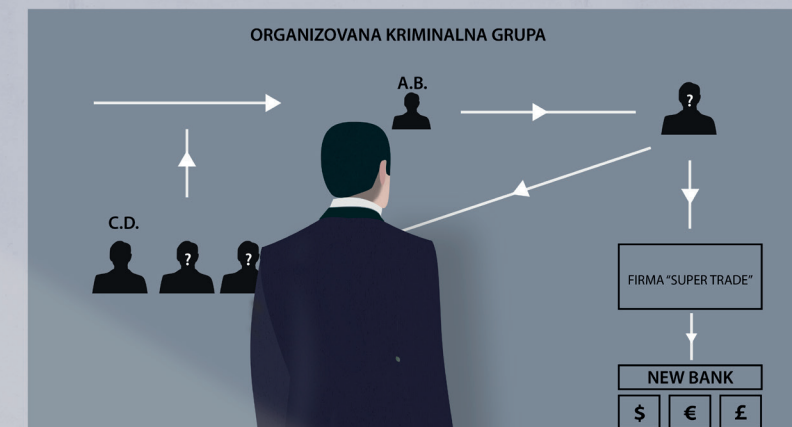 ORGANIZOVANA KRIMINALNA GRUPA
A.B.
?
C.D.
? ?
FIRMA "SUPER TRADE"
NEW BANK
$ € £